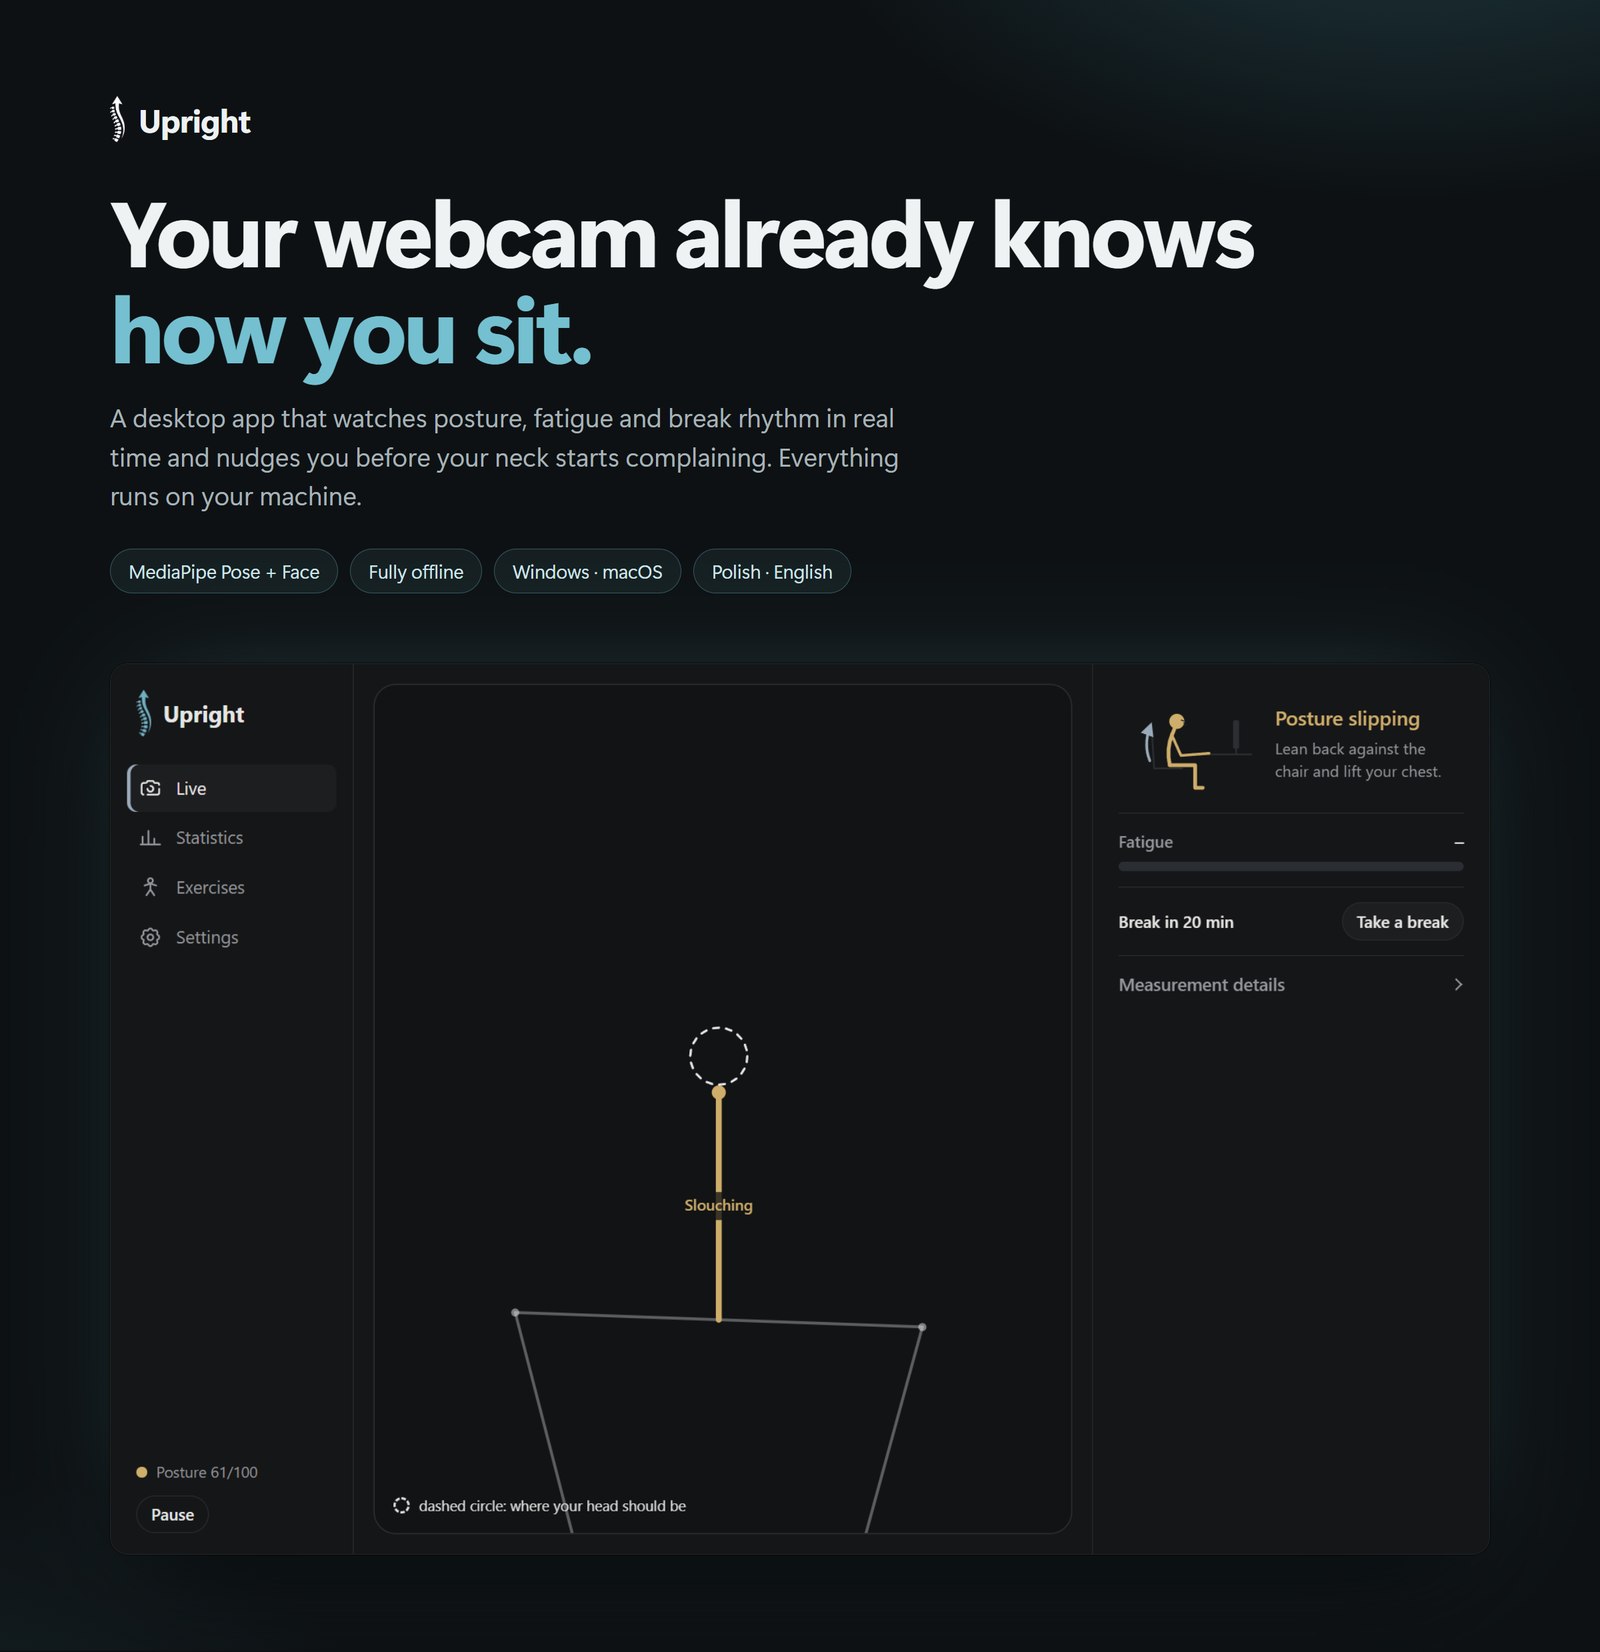 Upright
Your webcam already knows
how you sit.
A desktop app that watches posture, fatigue and break rhythm in real
time and nudges you before your neck starts complaining. Everything
runs on your machine.
MediaPipe Pose + Face
Fully offline
Windows · macOS
Polish · English
Upright
Live
Statistics
Exercises
Settings
Posture 61/100
Pause
Slouching
dashed circle: where your head should be
Posture slipping
Lean back against the
chair and lift your chest.
Fatigue –
Break in 20 min
Take a break
Measurement details